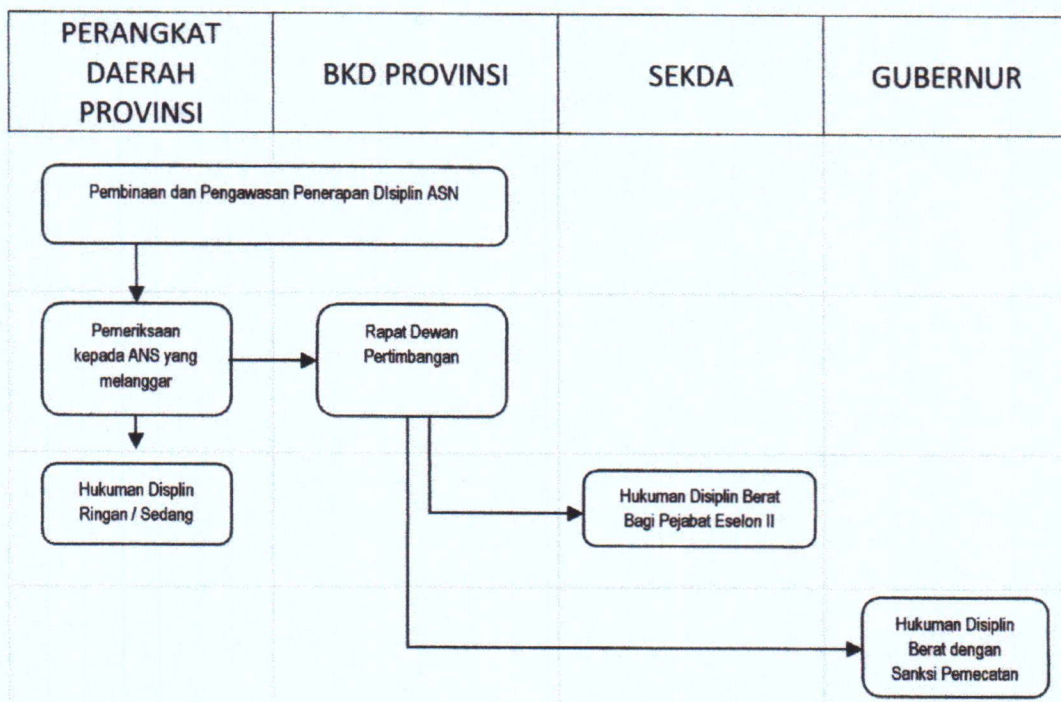 PERANGKAT
DAERAH
PROVINSI
BKD PROVINSI
SEKDA
GUBERNUR
Pembinaan dan Pengawasan Penerapan DIsiplin ASN
Pemeriksaan
kepada ANS yang
melanggar
Rapat Dewan
Pertimbangan
Hukuman Displin
Ringan / Sedang
Hukuman Disiplin Berat
Bagi Pejabat Eselon II
Hukuman Disiplin
Berat dengan
Sanksi Pemecatan